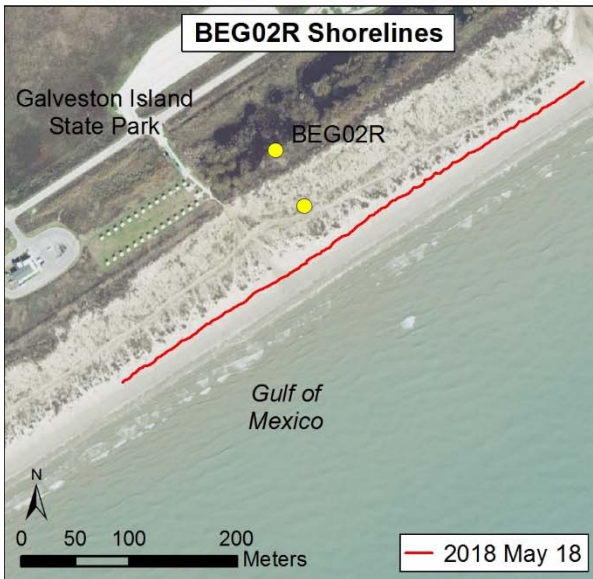 BEG02R Shorelines
Galveston Island
State Park
BEG02R
Gulf of
Mexico
N
0 50 100 200
Meters
2018 May 18